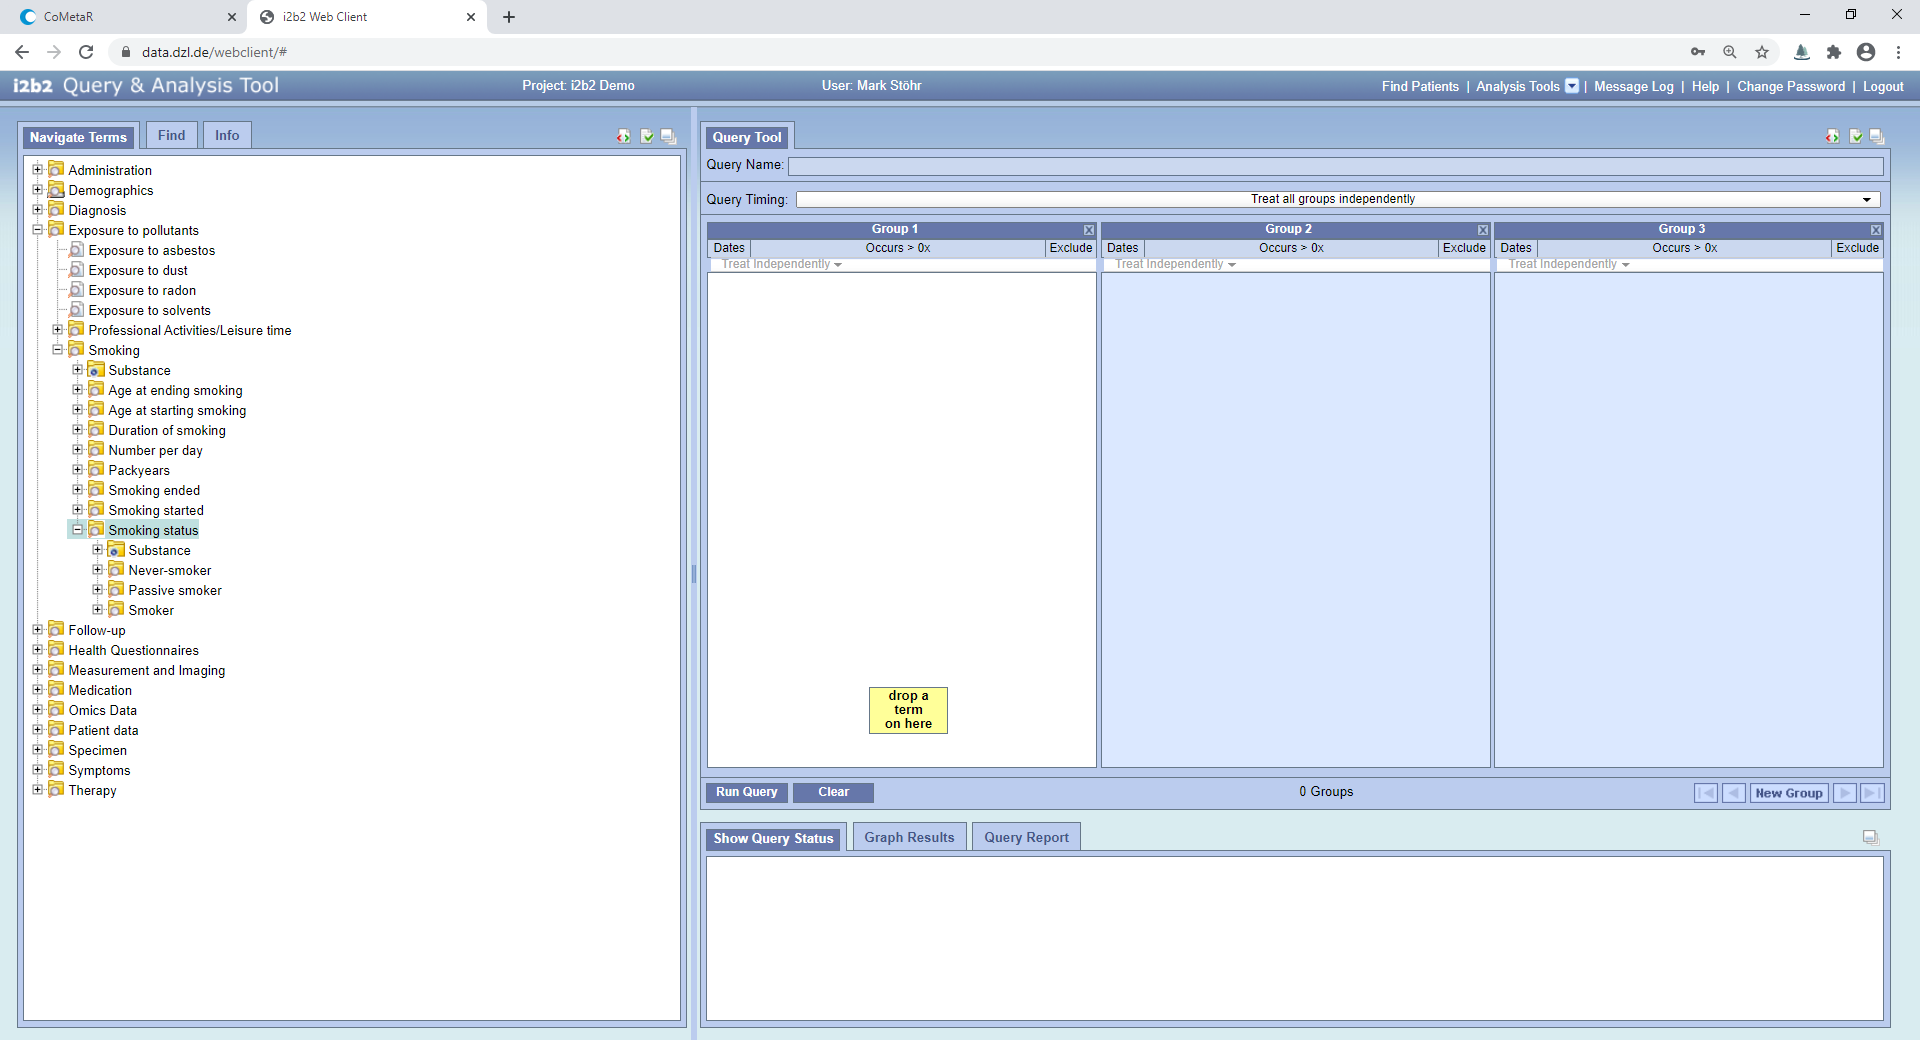 CoMetaR
i2b2 Web Client
data.dzl.de/webclient/#
i2b2 Query & Analysis Tool
Project: i2b2 Demo
User: Mark Stöhr
Find Patients | Analysis Tools | Message Log | Help | Change Password | Logout
Navigate Terms
Find
Info
Administration
Demographics
Diagnosis
Exposure to pollutants
Exposure to asbestos
Exposure to dust
Exposure to radon
Exposure to solvents
Professional Activities/Leisure time
Smoking
Substance
Age at ending smoking
Age at starting smoking
Duration of smoking
Number per day
Packyears
Smoking ended
Smoking started
Smoking status
Substance
Never-smoker
Passive smoker
Smoker
Follow-up
Health Questionnaires
Measurement and Imaging
Medication
Omics Data
Patient data
Specimen
Symptoms
Therapy
Query Tool
Query Name:
Query Timing: Treat all groups independently
Group 1
Dates Occurs > 0x Exclude
Treat Independently
drop a
term
on here
Group 2
Dates Occurs > 0x Exclude
Treat Independently
Group 3
Dates Occurs > 0x Exclude
Treat Independently
Run Query
Clear
0 Groups
New Group
Show Query Status
Graph Results
Query Report